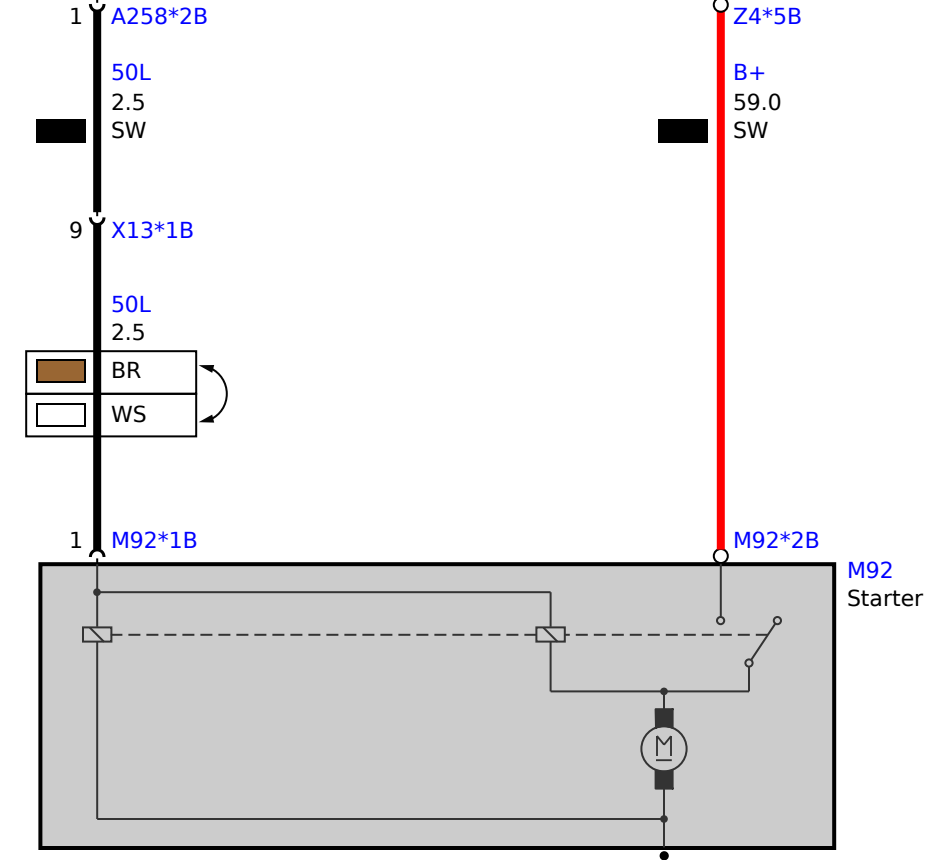 1 A258*2B
50L
2.5
SW
9 X13*1B
50L
2.5
BR
WS
1 M92*1B
Z4*5B
B+
59.0
SW
M92*2B
M92
Starter
M